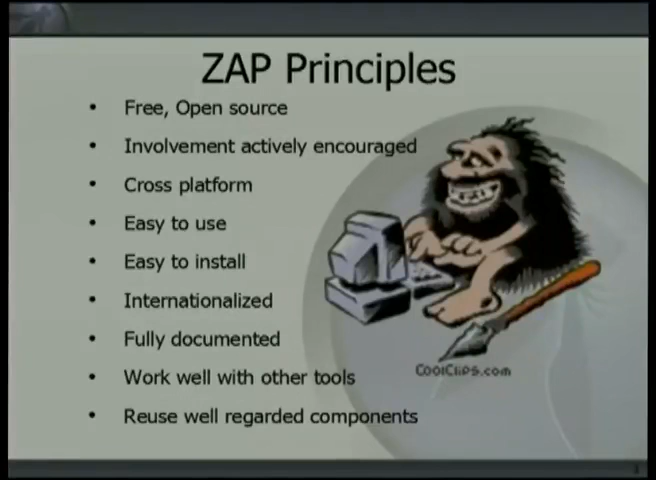 ZAP Principles
• Free, Open source
• Involvement actively encouraged
• Cross platform
• Easy to use
• Easy to install
• Internationalized
• Fully documented
• Work well with other tools
• Reuse well regarded components
CoolClips.com